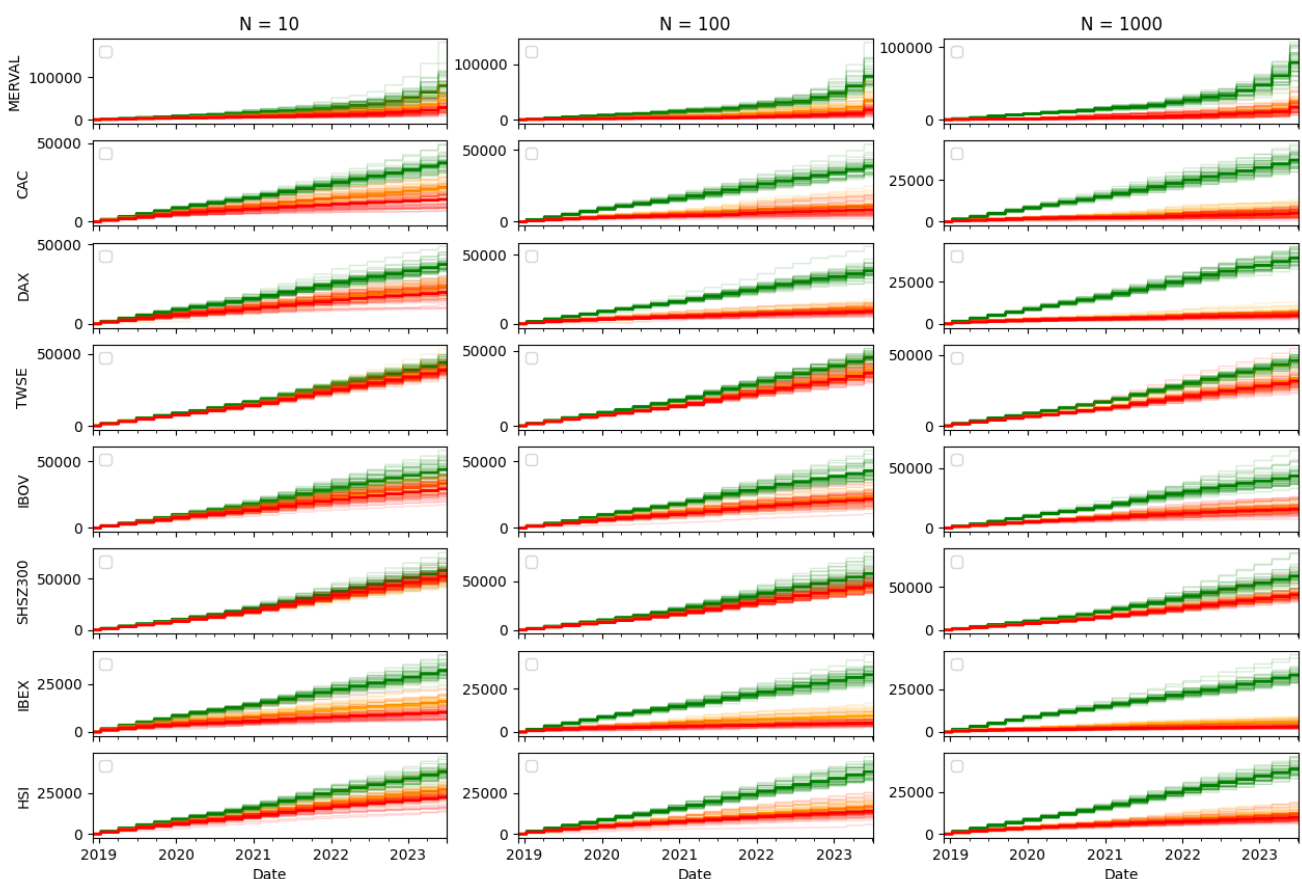 N = 10 N = 100 N = 1000
MERVAL 100000 0 100000 0 100000 50000 0
CAC 50000 0 50000 0 25000 0
DAX 50000 0 50000 0 25000 0
TWSE 50000 0 50000 0 50000 0
IBOV 50000 0 50000 0 50000 0
SHSZ300 50000 0 50000 0 50000 0
IBEX 25000 0 25000 0 25000 0
HSI 25000 0 25000 0 25000 0
2019 2020 2021 2022 2023 2019 2020 2021 2022 2023 2019 2020 2021 2022 2023
Date Date Date